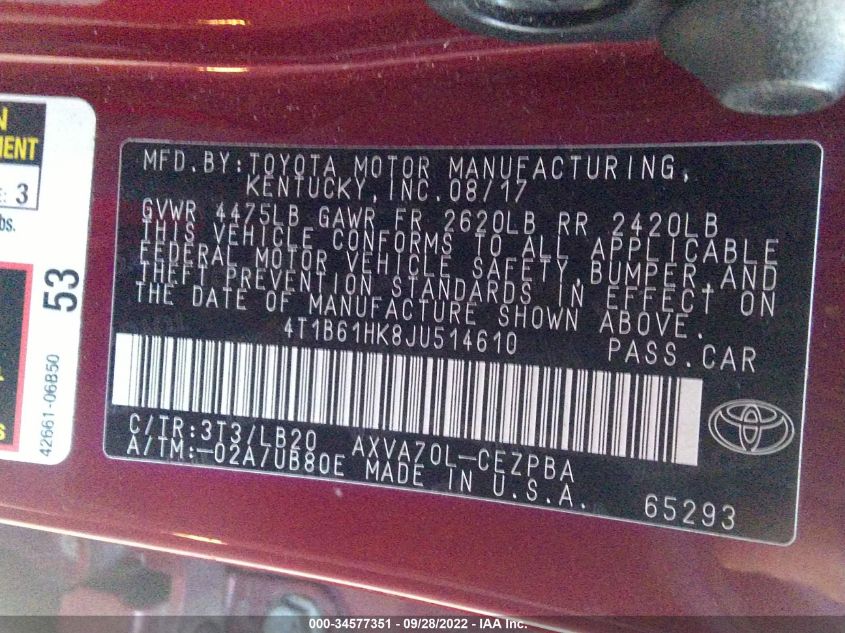 N
MENT
E: 3
bs.
53
42661-06B50
MFD.BY:TOYOTA MOTOR MANUFACTURING,
KENTUCKY,INC.08/17
GVWR 4475LB GAWR FR 2620LB RR 2420LB
THIS VEHICLE CONFORMS TO ALL APPLICABLE
FEDERAL MOTOR VEHICLE SAFETY,BUMPER,AND
THEFT PREVENTION STANDARDS IN EFFECT ON
THE DATE OF MANUFACTURE SHOWN ABOVE.
4T1B61HK8JU514610 PASS.CAR
C/TR:3T3/LB20 AXVA70L-CEZPBA
A/TM:-02A/UB80E MADE IN U.S.A.
65293
000-34577351 | 09/28/2022 - IAA Inc.